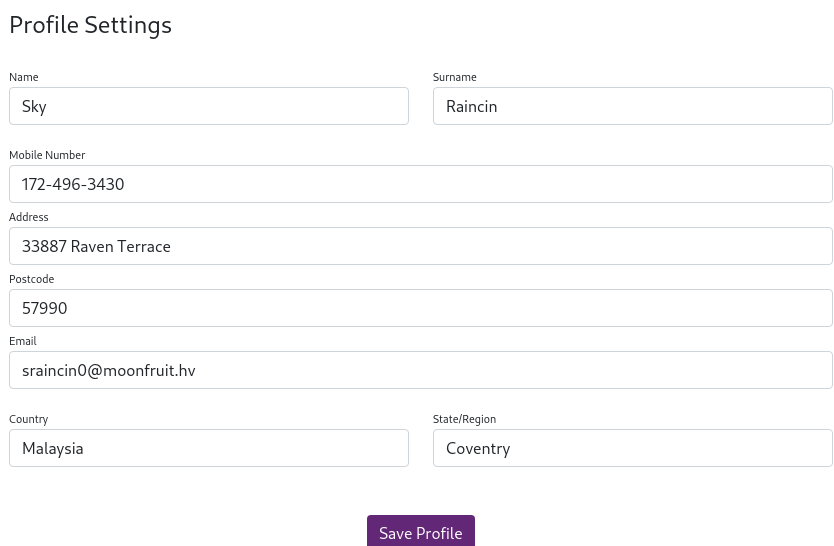 Profile Settings
Name Surname
Sky Raincin
Mobile Number
172-496-3430
Address
33887 Raven Terrace
Postcode
57990
Email
sraincin0@moonfruit.hv
Country State/Region
Malaysia Coventry
Save Profile